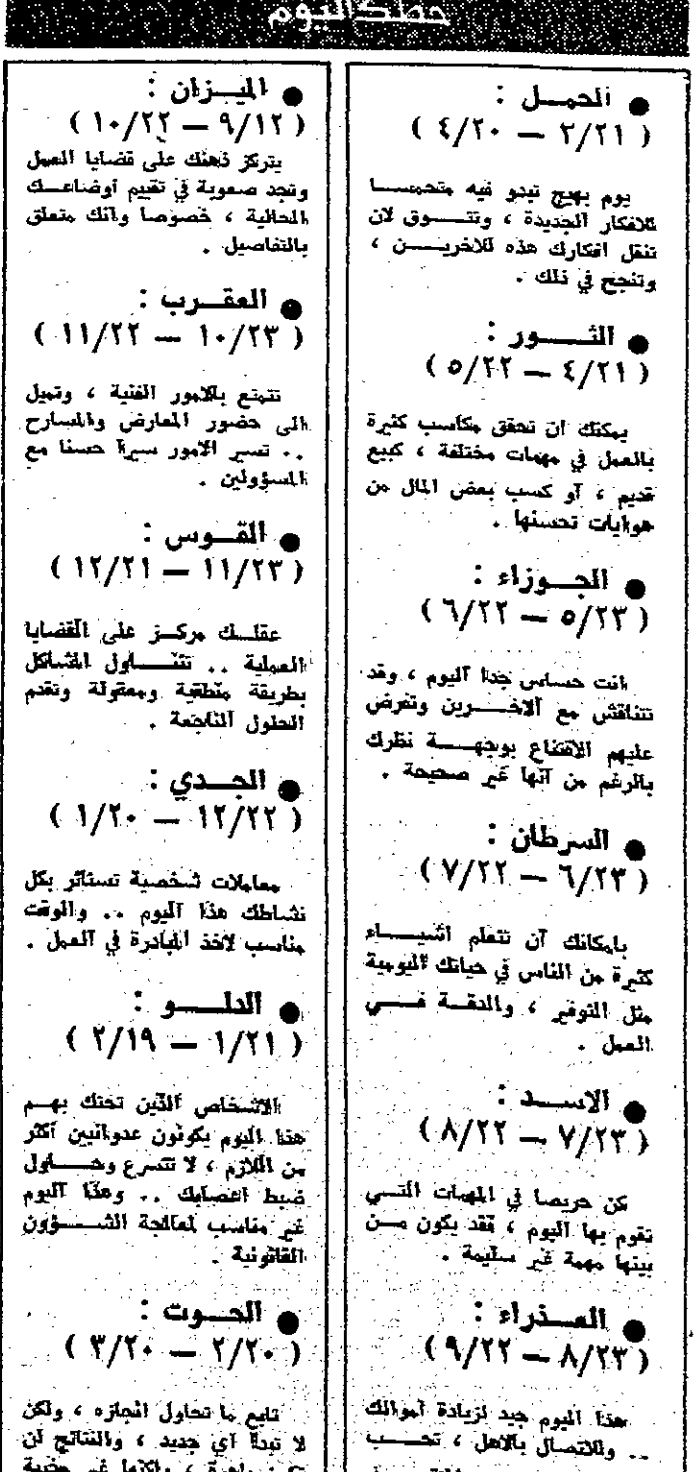 حظك اليوم
● الحمـــل :
( ٢/٢١ — ٤/٢٠ )
يوم بهيج تبدو فيه متحمســـا
للافكار الجديدة ، وتتـــوق لان
تنقل افكارك هذه للاخريـــن ،
وتنجح في ذلك .
● الثـــــور :
( ٤/٢١ — ٥/٢٢ )
يمكنك ان تحقق مكاسب كثيرة
بالعمل في مهمات مختلفة ، كبيع
قديم ، أو كسب بعض المال من
هوايات تحسنها .
● الجـــوزاء :
( ٥/٢٣ — ٦/٢٢ )
انت حساس جدا اليوم ، وقد
تتناقش مع الاخـــرين وتفرض
عليهم الاقتناع بوجهـــة نظرك
بالرغم من انها غير صحيحة .
● السرطان :
( ٦/٢٣ — ٧/٢٢ )
بامكانك أن تتعلم اشيـــاء
كثيرة من الناس في حياتك اليومية
مثل التوفير ، والدقـــة فـــي
العمل .
● الاســـد :
( ٧/٢٣ — ٨/٢٢ )
كن حريصا في المهمات التـــي
تقوم بها اليوم ، فقد يكون مـــن
بينها مهمة غير سليمة .
● العـــذراء :
( ٨/٢٣ — ٩/٢٢ )
هذا اليوم جيد لزيادة أموالك
.. وللاتصال بالاهل ، تحـــب
● الميـــزان :
( ٩/١٢ — ١٠/٢٢ )
يتركز ذهنك على قضايا العمل
وتجد صعوبة في تقييم أوضاعـــك
الحالية ، خصوصا وانك متعلق
بالتفاصيل .
● العقـــرب :
( ١٠/٢٣ — ١١/٢٢ )
تتمتع بالامور الفنية ، وتميل
الى حضور المعارض والمسارح
.. تسير الامور سيرا حسنا مع
المسؤولين .
● القـــوس :
( ١١/٢٣ — ١٢/٢١ )
عقلـــك مركـــز على القضايا
العملية .. تتنـــاول المشاكل
بطريقة منطقية ومعقولة وتقدم
الحلول الناجعة .
● الجـــدي :
( ١٢/٢٢ — ١/٢٠ )
معاملات شخصية تستأثر بكل
نشاطك هذا اليوم .. والوقت
مناسب لاخذ المبادرة في العمل .
● الدلـــــو :
( ١/٢١ — ٢/١٩ )
الاشخاص الذين تحتك بهـــم
هذا اليوم يكونون عدوانيين اكثر
من اللازم ، لا تتسرع وحـــاول
ضبط اعصابك .. وهذا اليوم
غير مناسب لمعالجة الشـــؤون
القانونية .
● الحـــوت :
( ٢/٢٠ — ٣/٢٠ )
تابع ما تحاول انجازه ، ولكن
لا تبدأ أي جديد ، والنتائج لن